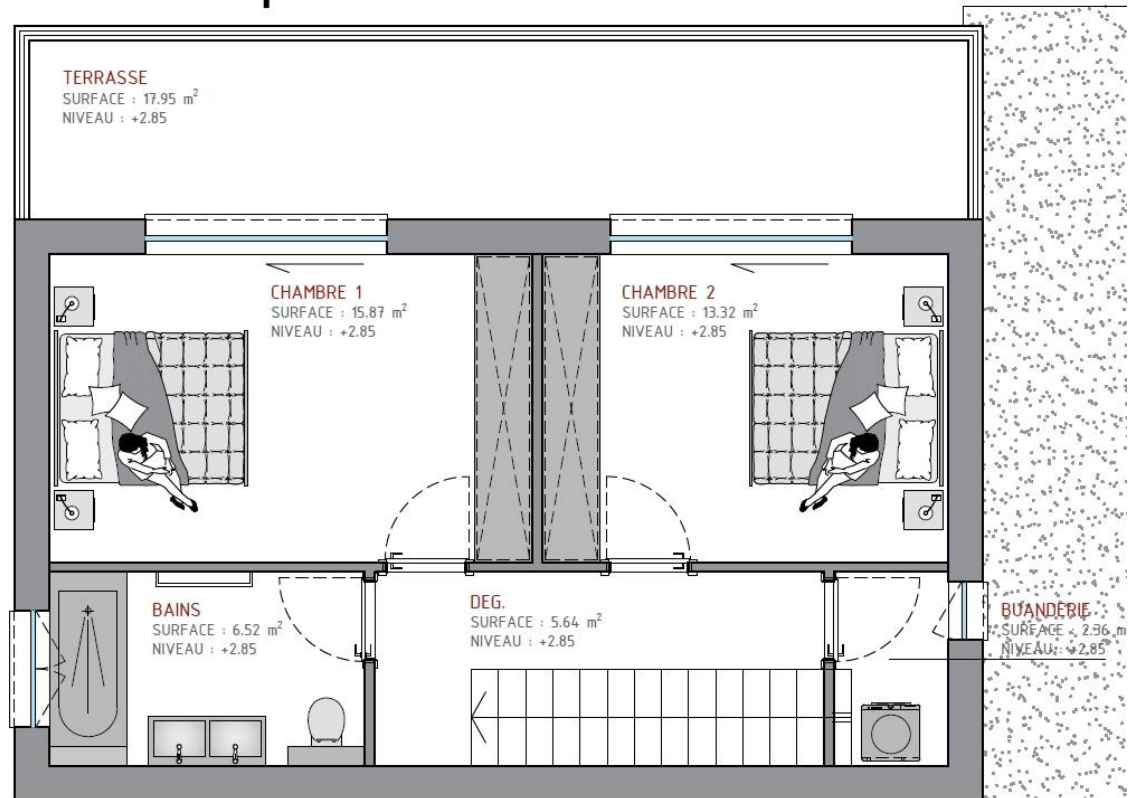 TERRASSE
SURFACE : 17.95 m²
NIVEAU : +2.85
CHAMBRE 1
SURFACE : 15.87 m²
NIVEAU : +2.85
CHAMBRE 2
SURFACE : 13.32 m²
NIVEAU : +2.85
BAINS
SURFACE : 6.52 m²
NIVEAU : +2.85
DEG.
SURFACE : 5.64 m²
NIVEAU : +2.85
BUANDERIE
SURFACE : 2.36 m
NIVEAU : +2.85